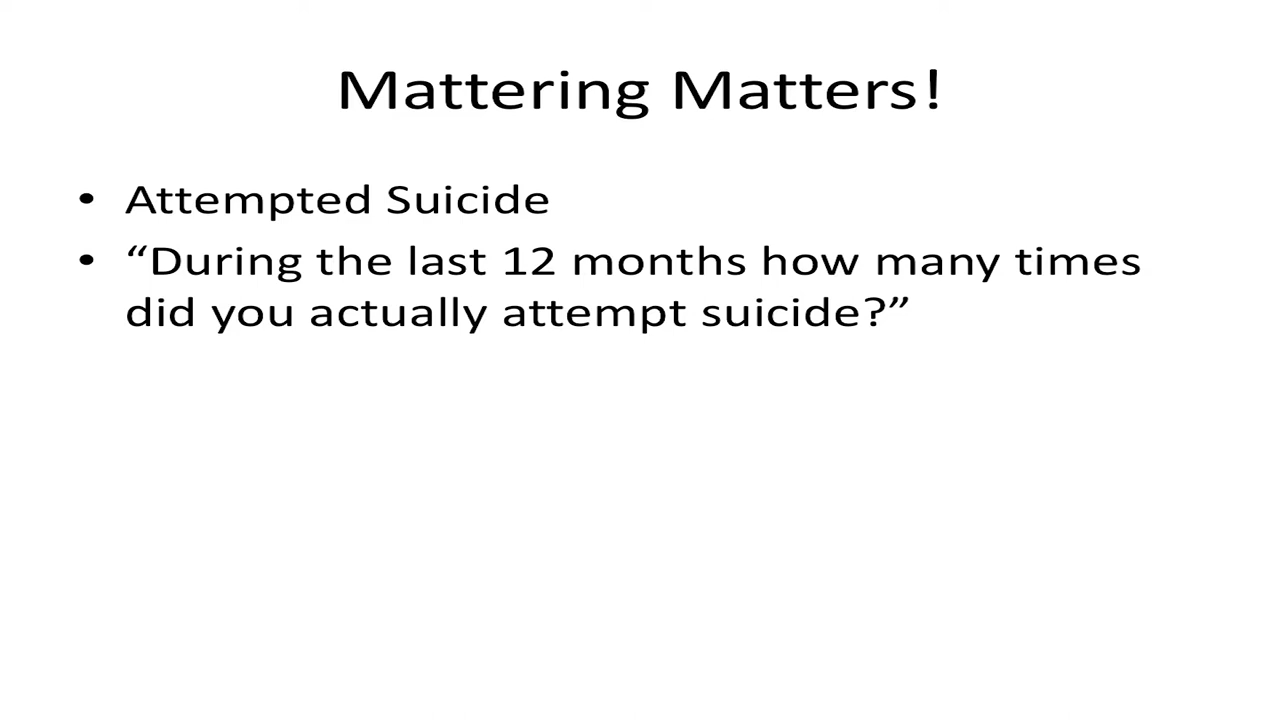 Mattering Matters!
• Attempted Suicide
• “During the last 12 months how many times
did you actually attempt suicide?”